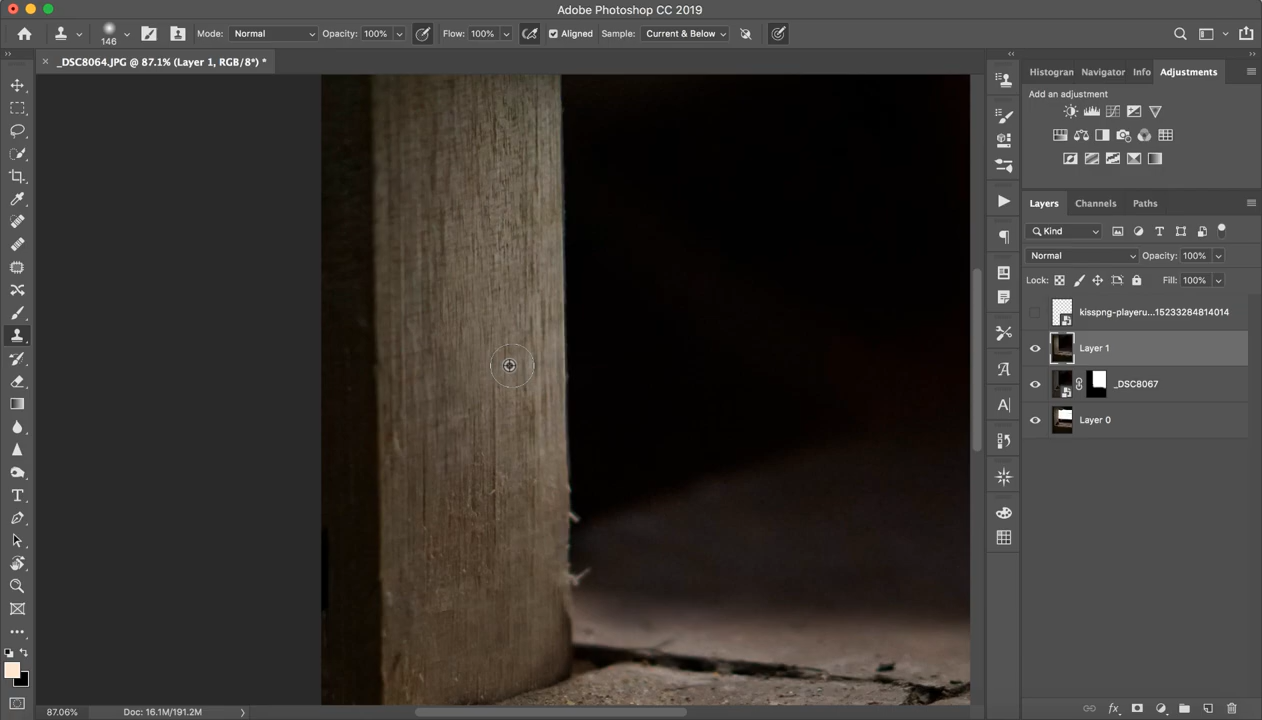 Adobe Photoshop CC 2019
146
Mode: Normal Opacity: 100% Flow: 100% Aligned Sample: Current & Below
_DSC8064.JPG @ 87.1% (Layer 1, RGB/8*) *
Histogran Navigator Info Adjustments
Add an adjustment
Layers Channels Paths
Kind
Normal Opacity: 100%
Lock: Fill: 100%
kisspng-playeru...15233284814014
Layer 1
_DSC8067
Layer 0
87.06% Doc: 16.1M/191.2M